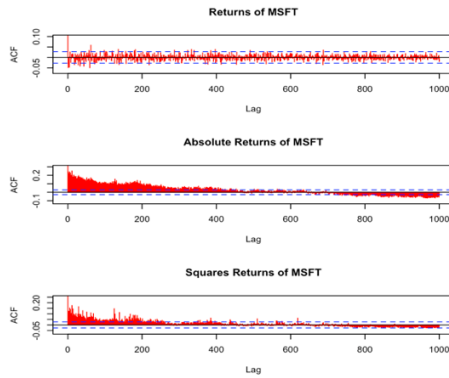 Returns of MSFT
ACF
-0.05 0.10
0 200 400 600 800 1000
Lag
Absolute Returns of MSFT
ACF
-0.1 0.2
0 200 400 600 800 1000
Lag
Squares Returns of MSFT
ACF
-0.05 0.20
0 200 400 600 800 1000
Lag